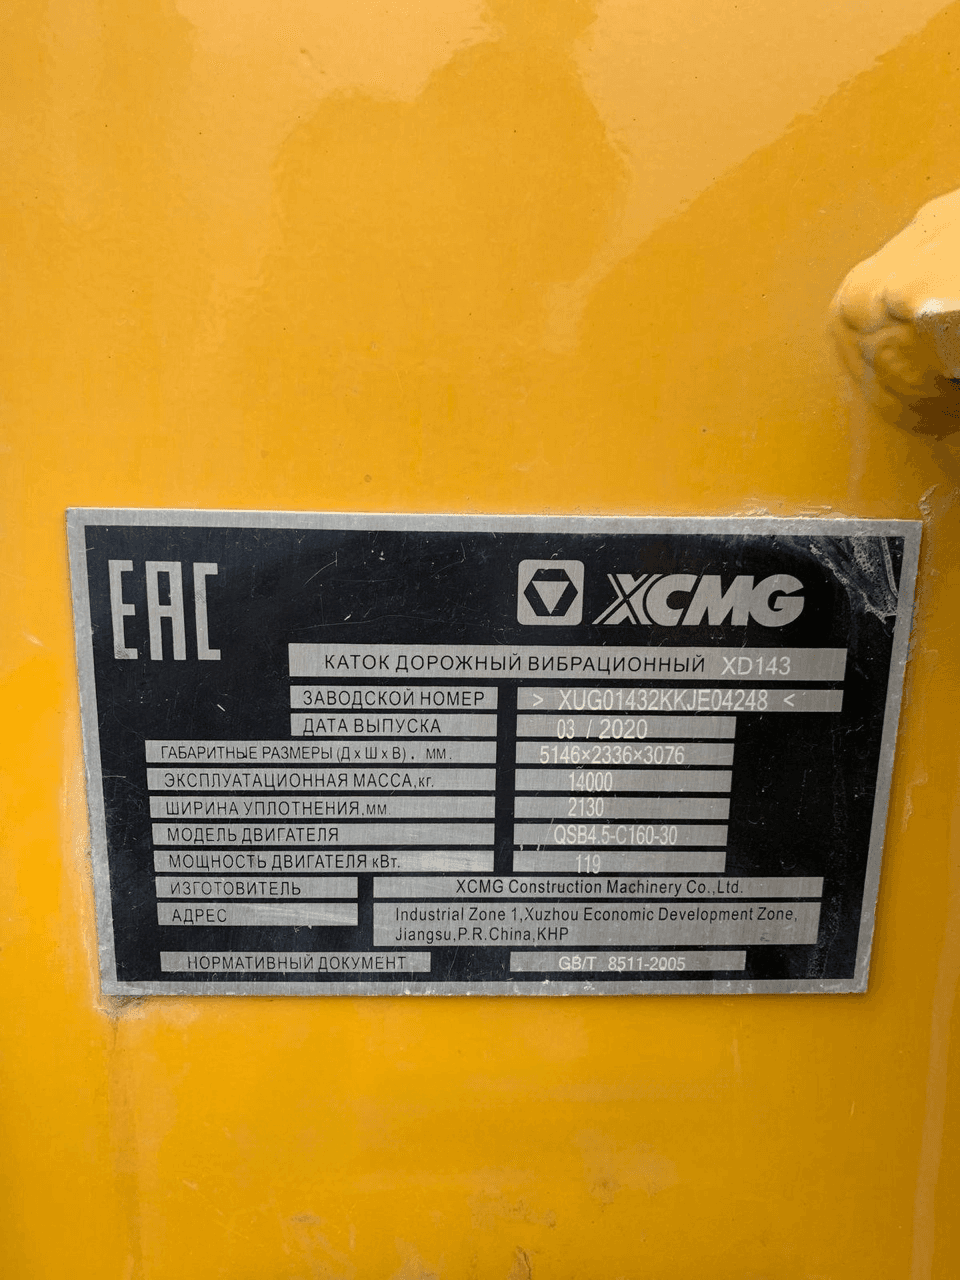 EAC
XCMG
КАТОК ДОРОЖНЫЙ ВИБРАЦИОННЫЙ XD143
ЗАВОДСКОЙ НОМЕР > XUG01432KKJE04248 <
ДАТА ВЫПУСКА 03 / 2020
ГАБАРИТНЫЕ РАЗМЕРЫ (Д х Ш х В) , ММ. 5146×2336×3076
ЭКСПЛУАТАЦИОННАЯ МАССА,кг. 14000
ШИРИНА УПЛОТНЕНИЯ,мм 2130
МОДЕЛЬ ДВИГАТЕЛЯ QSB4.5-C160-30
МОЩНОСТЬ ДВИГАТЕЛЯ кВт. 119
ИЗГОТОВИТЕЛЬ XCMG Construction Machinery Co.,Ltd.
АДРЕС Industrial Zone 1,Xuzhou Economic Development Zone,
Jiangsu,P.R.China,КНР
НОРМАТИВНЫЙ ДОКУМЕНТ GB/T 8511-2005